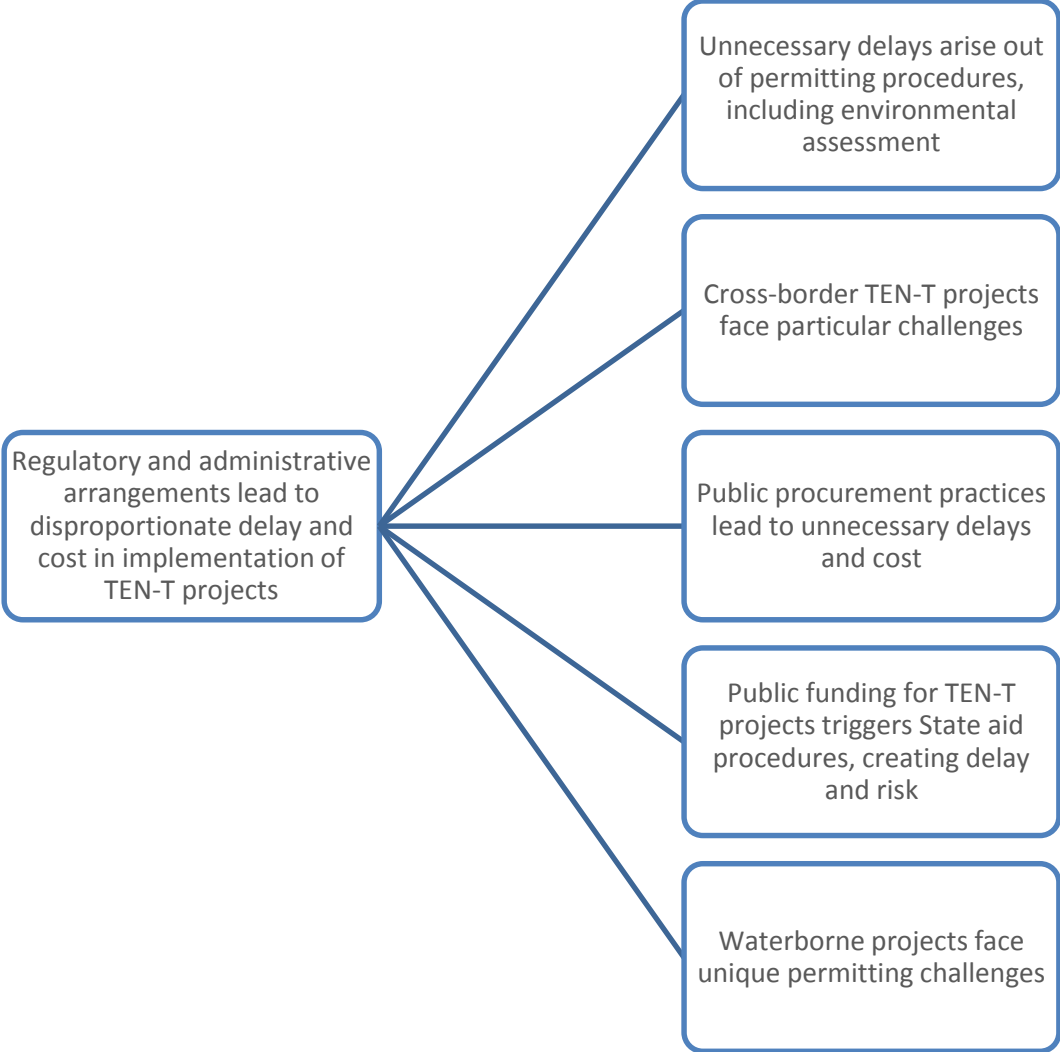 Unnecessary delays arise out
of permitting procedures,
including environmental
assessment
Cross-border TEN-T projects
face particular challenges
Regulatory and administrative
arrangements lead to
disproportionate delay and
cost in implementation of
TEN-T projects
Public procurement practices
lead to unnecessary delays
and cost
Public funding for TEN-T
projects triggers State aid
procedures, creating delay
and risk
Waterborne projects face
unique permitting challenges